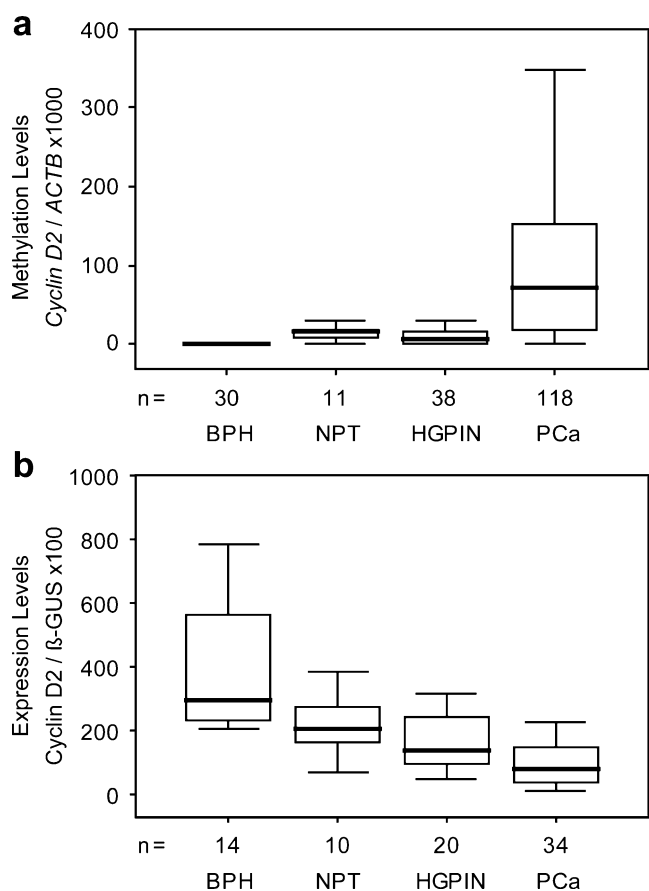 a
Methylation Levels
Cyclin D2 / ACTB x1000
400
300
200
100
0
n = 30 11 38 118
BPH NPT HGPIN PCa
b
Expression Levels
Cyclin D2 / ß-GUS x100
1000
800
600
400
200
0
n = 14 10 20 34
BPH NPT HGPIN PCa